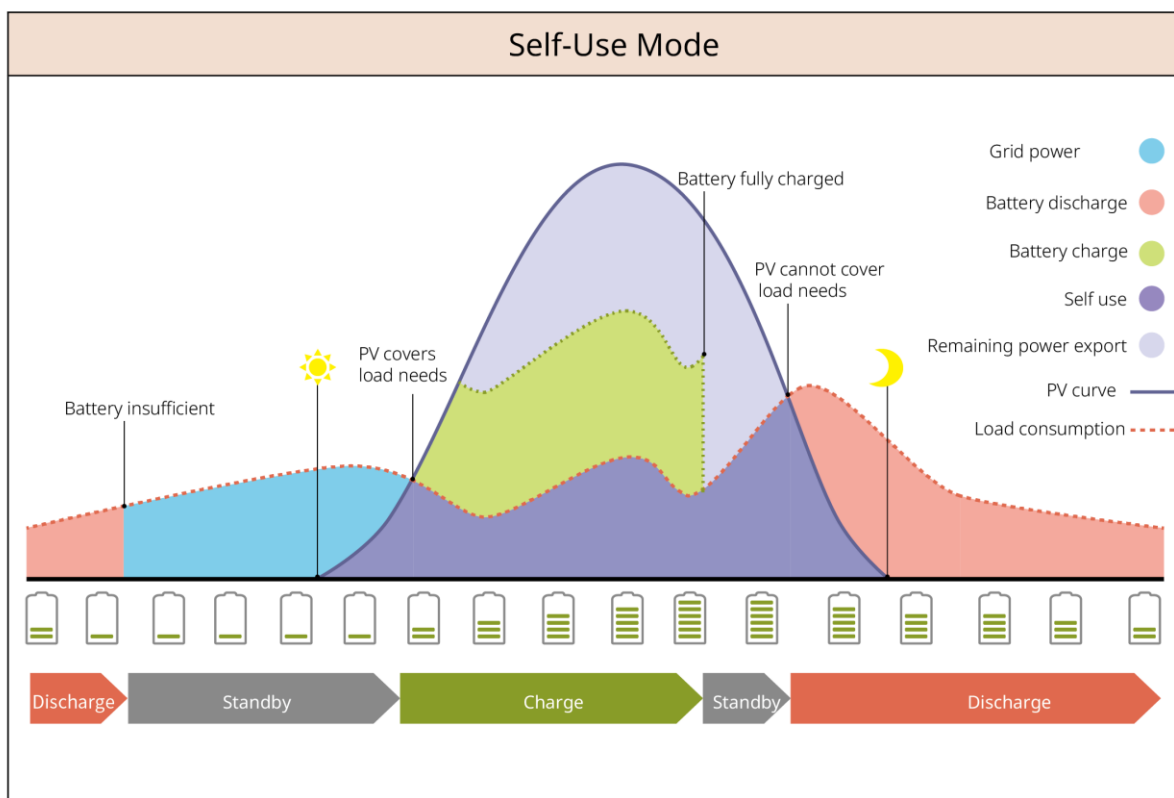 Self-Use Mode
Grid power
Battery fully charged
Battery discharge
Battery charge
PV cannot cover
load needs
Self use
Remaining power export
PV covers
load needs
PV curve
Battery insufficient
Load consumption
Discharge
Standby
Charge
Standby
Discharge